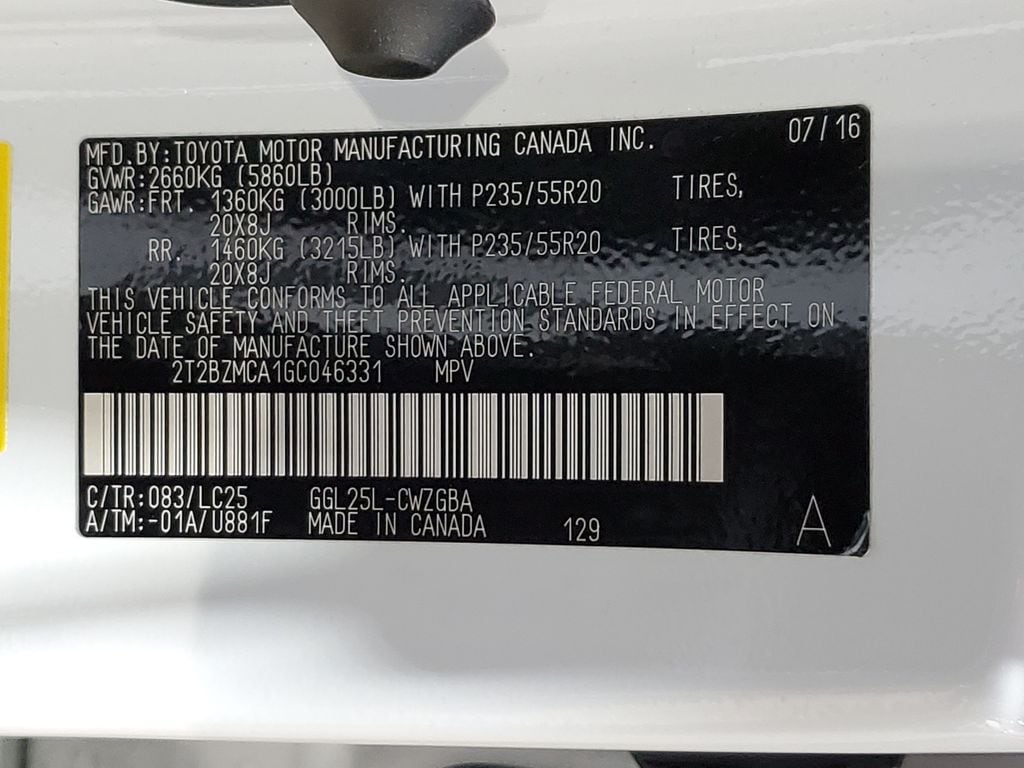 07/16
MFD.BY:TOYOTA MOTOR MANUFACTURING CANADA INC.
GVWR:2660KG (5860LB)
GAWR:FRT. 1360KG (3000LB) WITH P235/55R20 TIRES,
20X8J RIMS.
RR. 1460KG (3215LB) WITH P235/55R20 TIRES,
20X8J RIMS.
THIS VEHICLE CONFORMS TO ALL APPLICABLE FEDERAL MOTOR
VEHICLE SAFETY AND THEFT PREVENTION STANDARDS IN EFFECT ON
THE DATE OF MANUFACTURE SHOWN ABOVE.
2T2BZMCA1GC046331 MPV
C/TR:083/LC25 GGL25L-CWZGBA
A/TM:-01A/U881F MADE IN CANADA 129 A